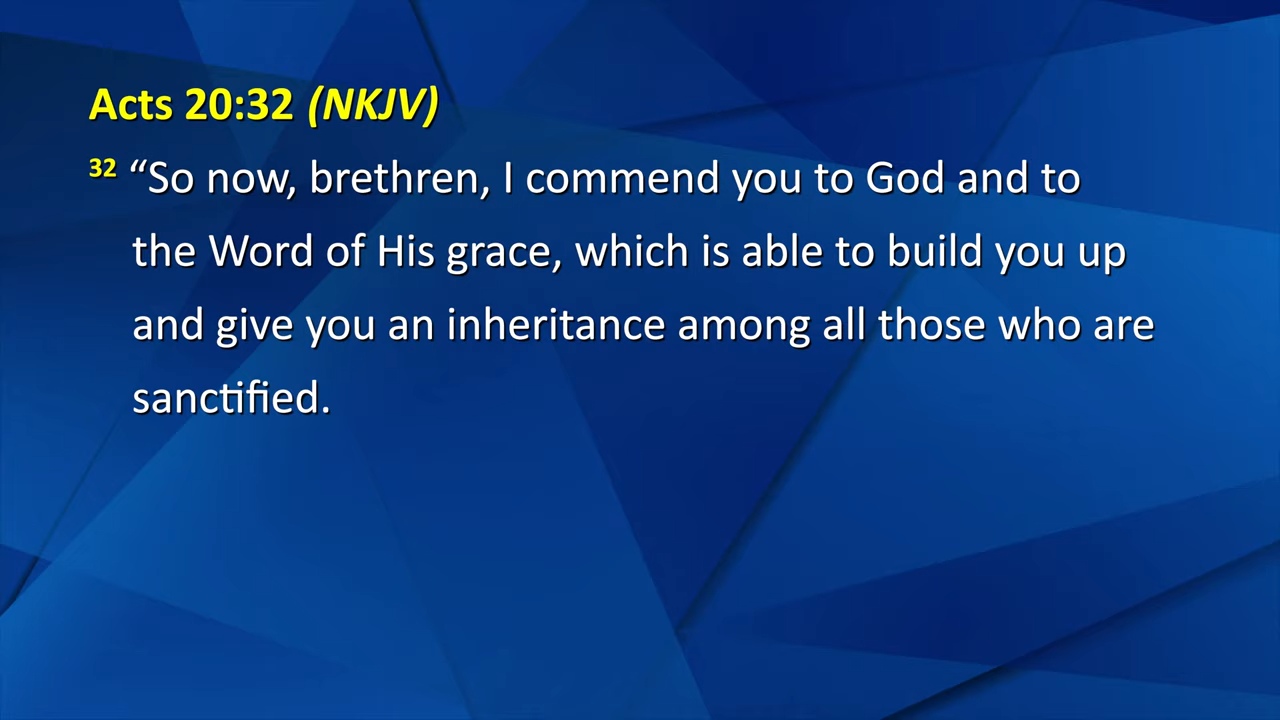 Acts 20:32 (NKJV)
32 “So now, brethren, I commend you to God and to
the Word of His grace, which is able to build you up
and give you an inheritance among all those who are
sanctified.